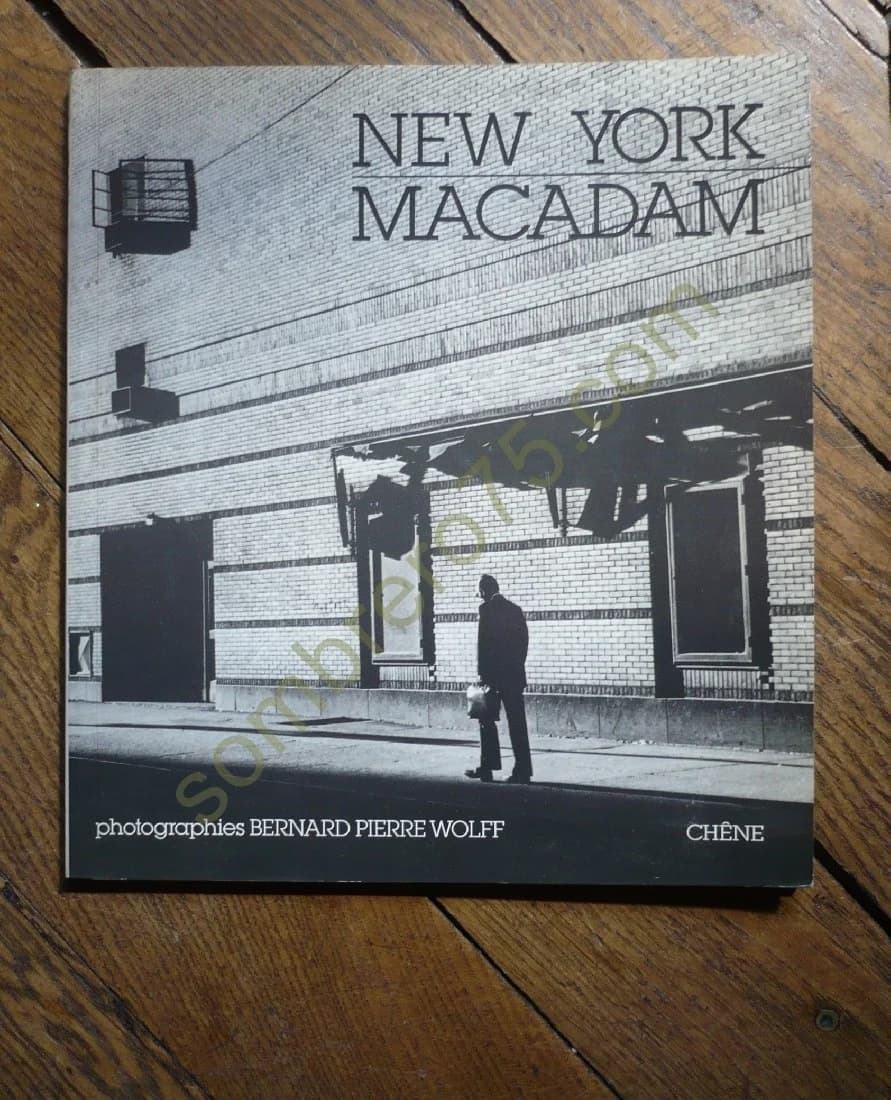 NEW YORK
MACADAM
sombrero75.com
photographies BERNARD PIERRE WOLFF
CHÊNE